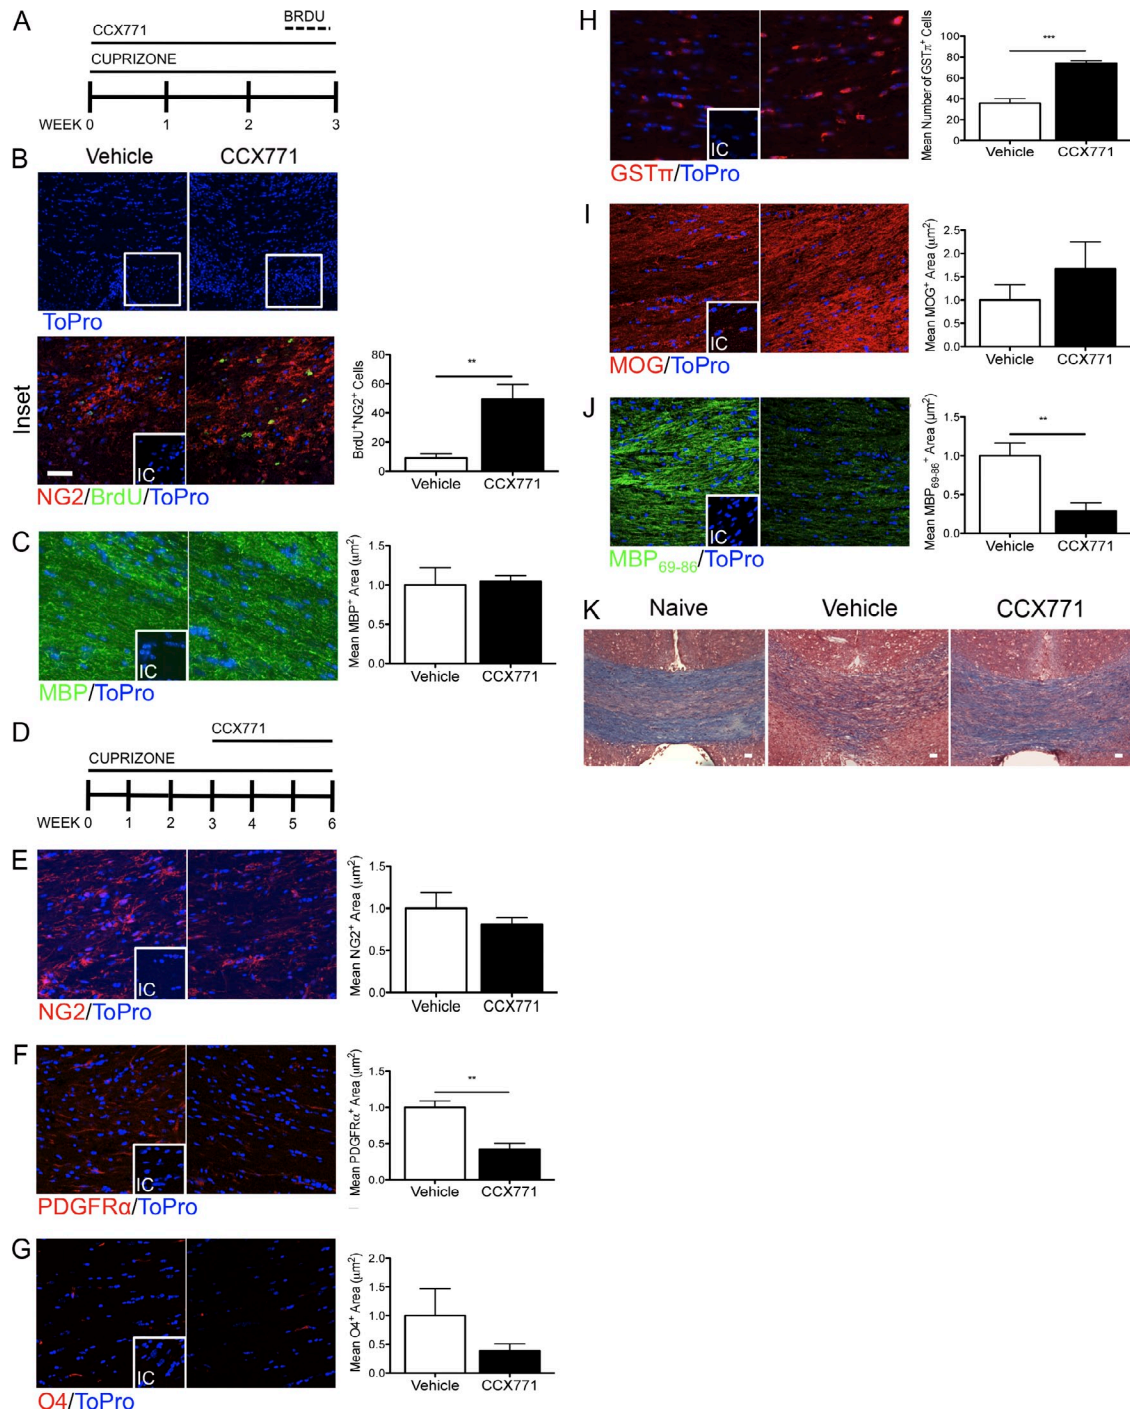 A
BRDU
CCX771
CUPRIZONE
WEEK 0 1 2 3
B
Vehicle CCX771
ToPro
Inset
IC
NG2/BrdU/ToPro
BrdU+NG2+ Cells
80
60
40
20
0
**
Vehicle CCX771
C
IC
MBP/ToPro
Mean MBP+ Area (μm²)
1.5
1.0
0.5
0.0
Vehicle CCX771
D
CCX771
CUPRIZONE
WEEK 0 1 2 3 4 5 6
E
IC
NG2/ToPro
Mean NG2+ Area (μm²)
1.5
1.0
0.5
0.0
Vehicle CCX771
F
IC
PDGFRα/ToPro
Mean PDGFRα+ Area (μm²)
1.5
1.0
0.5
0.0
**
Vehicle CCX771
G
IC
O4/ToPro
Mean O4+ Area (μm²)
2.0
1.5
1.0
0.5
0.0
Vehicle CCX771
H
IC
GSTπ/ToPro
Mean Number of GSTπ+ Cells
100
80
60
40
20
0
***
Vehicle CCX771
I
IC
MOG/ToPro
Mean MOG+ Area (μm²)
2.5
2.0
1.5
1.0
0.5
0.0
Vehicle CCX771
J
IC
MBP69-86/ToPro
Mean MBP69-86+ Area (μm²)
1.5
1.0
0.5
0.0
**
Vehicle CCX771
K
Naive Vehicle CCX771